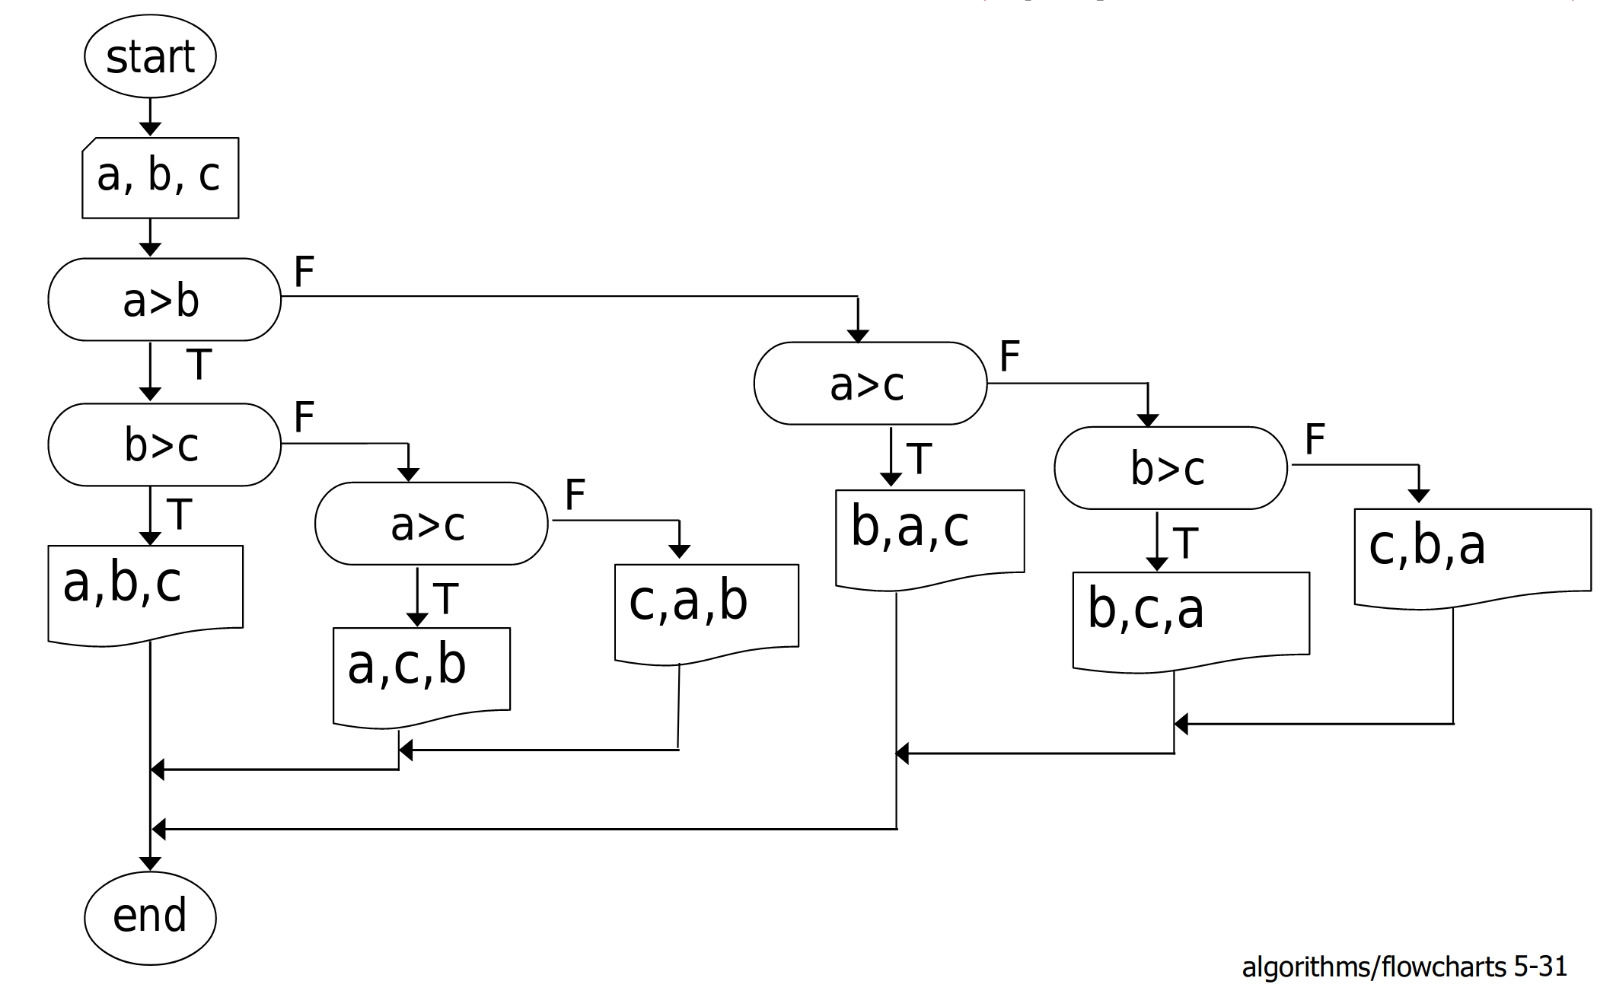 start
a, b, c
a>b
F
T
a>c
F
b>c
F
T
b>c
F
T
a>c
F
b,a,c
c,b,a
T
a,b,c
T
c,a,b
b,c,a
a,c,b
end
algorithms/flowcharts 5-31